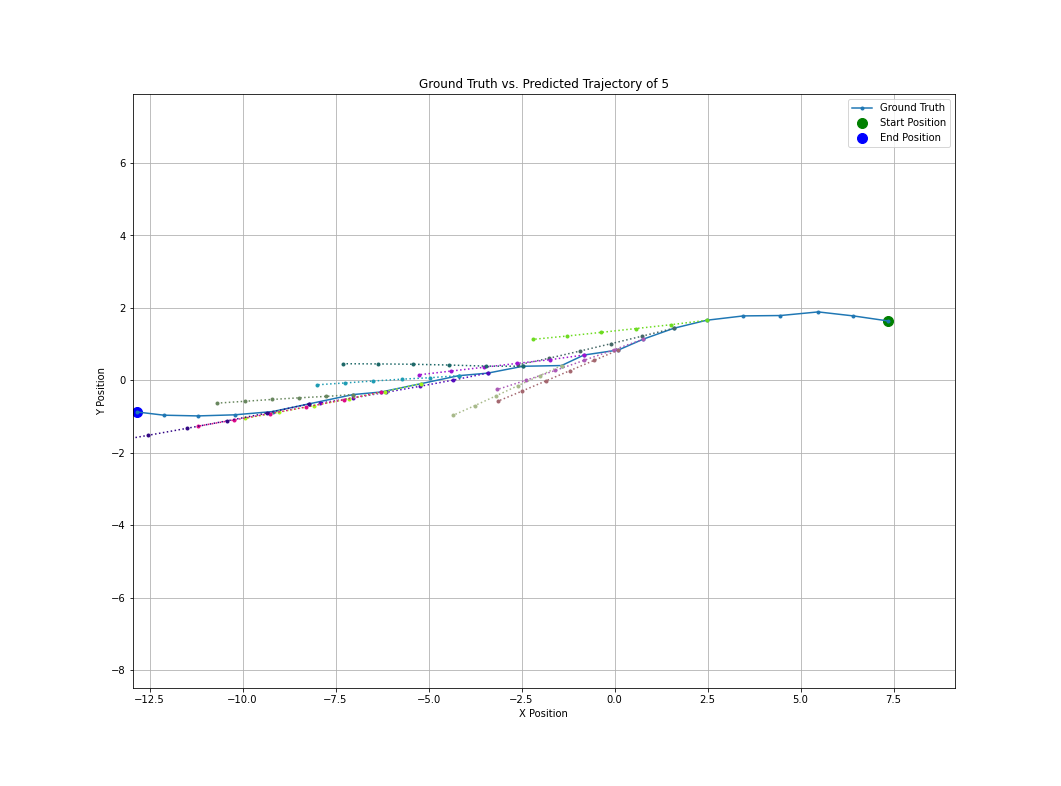 Ground Truth vs. Predicted Trajectory of 5
Ground Truth
Start Position
End Position
6
4
2
0
−2
−4
−6
−8
Y Position
−12.5 −10.0 −7.5 −5.0 −2.5 0.0 2.5 5.0 7.5
X Position